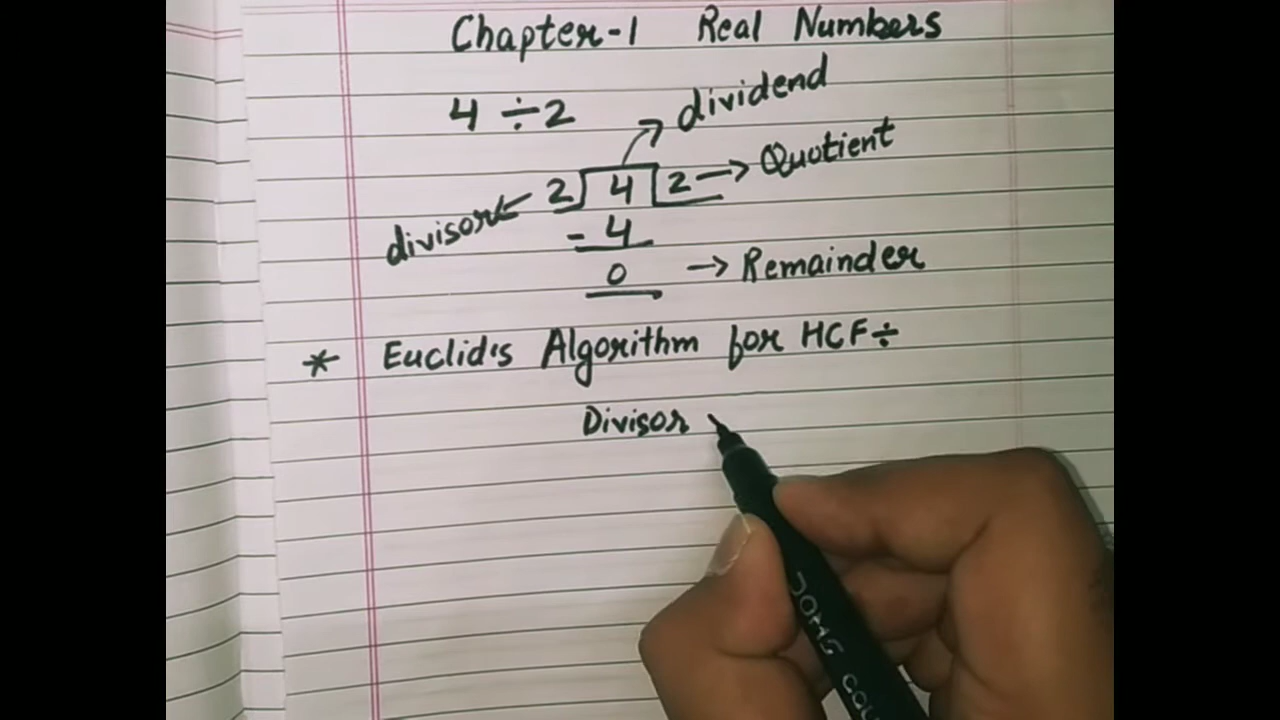 Chapter-1 Real Numbers
4 ÷ 2
dividend
2 4 2 → Quotient
divisor
- 4
0 → Remainder
* Euclid's Algorithm for HCF÷
Divisor
DOMS